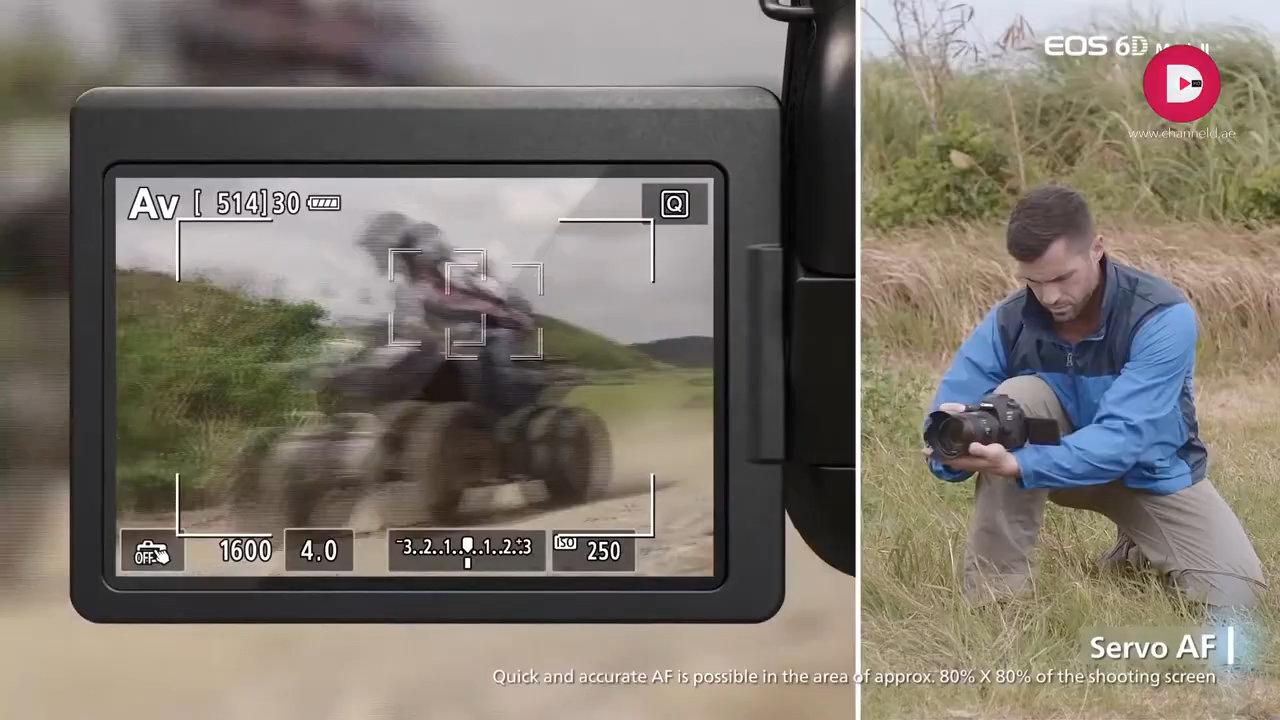 EOS 6D
D
www.channeld.ae
Av [ 514]30
Q
OFF
1600
4.0
-3..2..1....1..2.+3
ISO
250
Servo AF
Quick and accurate AF is possible in the area of approx. 80% X 80% of the shooting screen